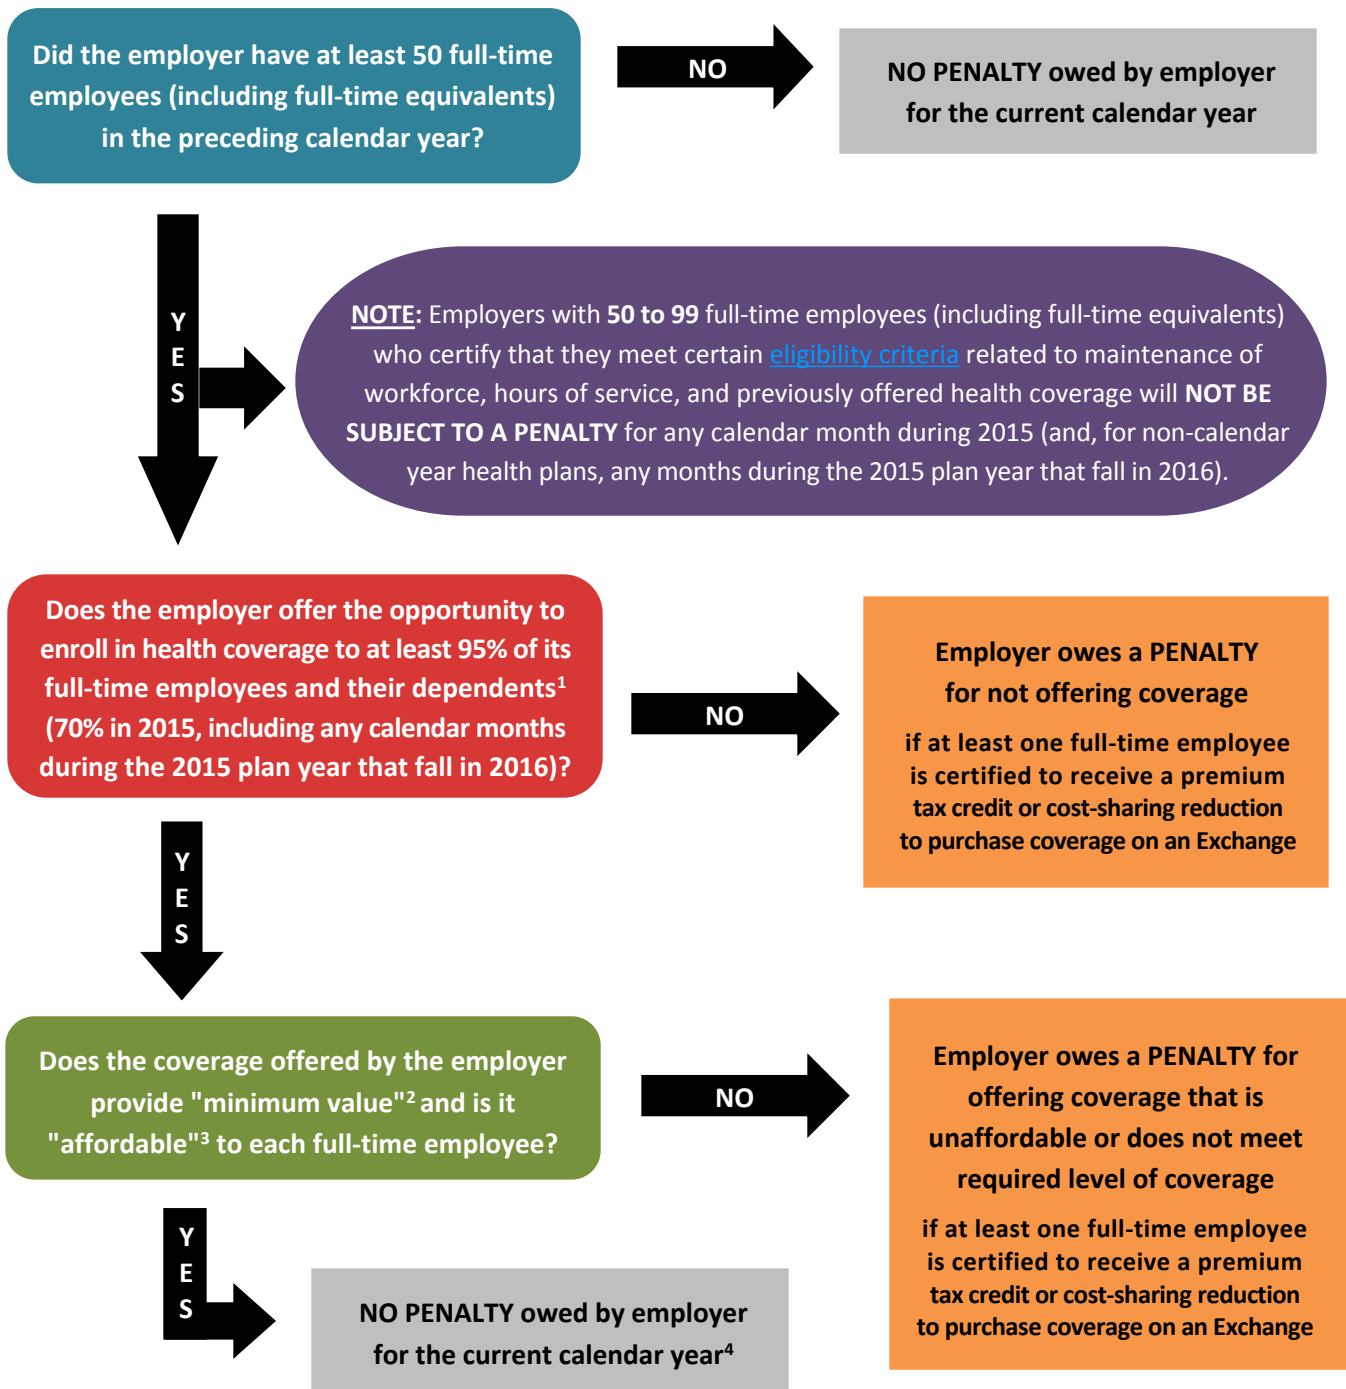 Did the employer have at least 50 full-time
employees (including full-time equivalents)
in the preceding calendar year?
NO
NO PENALTY owed by employer
for the current calendar year
YES
NOTE: Employers with 50 to 99 full-time employees (including full-time equivalents)
who certify that they meet certain eligibility criteria related to maintenance of
workforce, hours of service, and previously offered health coverage will NOT BE
SUBJECT TO A PENALTY for any calendar month during 2015 (and, for non-calendar
year health plans, any months during the 2015 plan year that fall in 2016).
Does the employer offer the opportunity to
enroll in health coverage to at least 95% of its
full-time employees and their dependents¹
(70% in 2015, including any calendar months
during the 2015 plan year that fall in 2016)?
NO
Employer owes a PENALTY
for not offering coverage
if at least one full-time employee
is certified to receive a premium
tax credit or cost-sharing reduction
to purchase coverage on an Exchange
YES
Does the coverage offered by the employer
provide "minimum value"² and is it
"affordable"³ to each full-time employee?
NO
Employer owes a PENALTY for
offering coverage that is
unaffordable or does not meet
required level of coverage
if at least one full-time employee
is certified to receive a premium
tax credit or cost-sharing reduction
to purchase coverage on an Exchange
YES
NO PENALTY owed by employer
for the current calendar year⁴